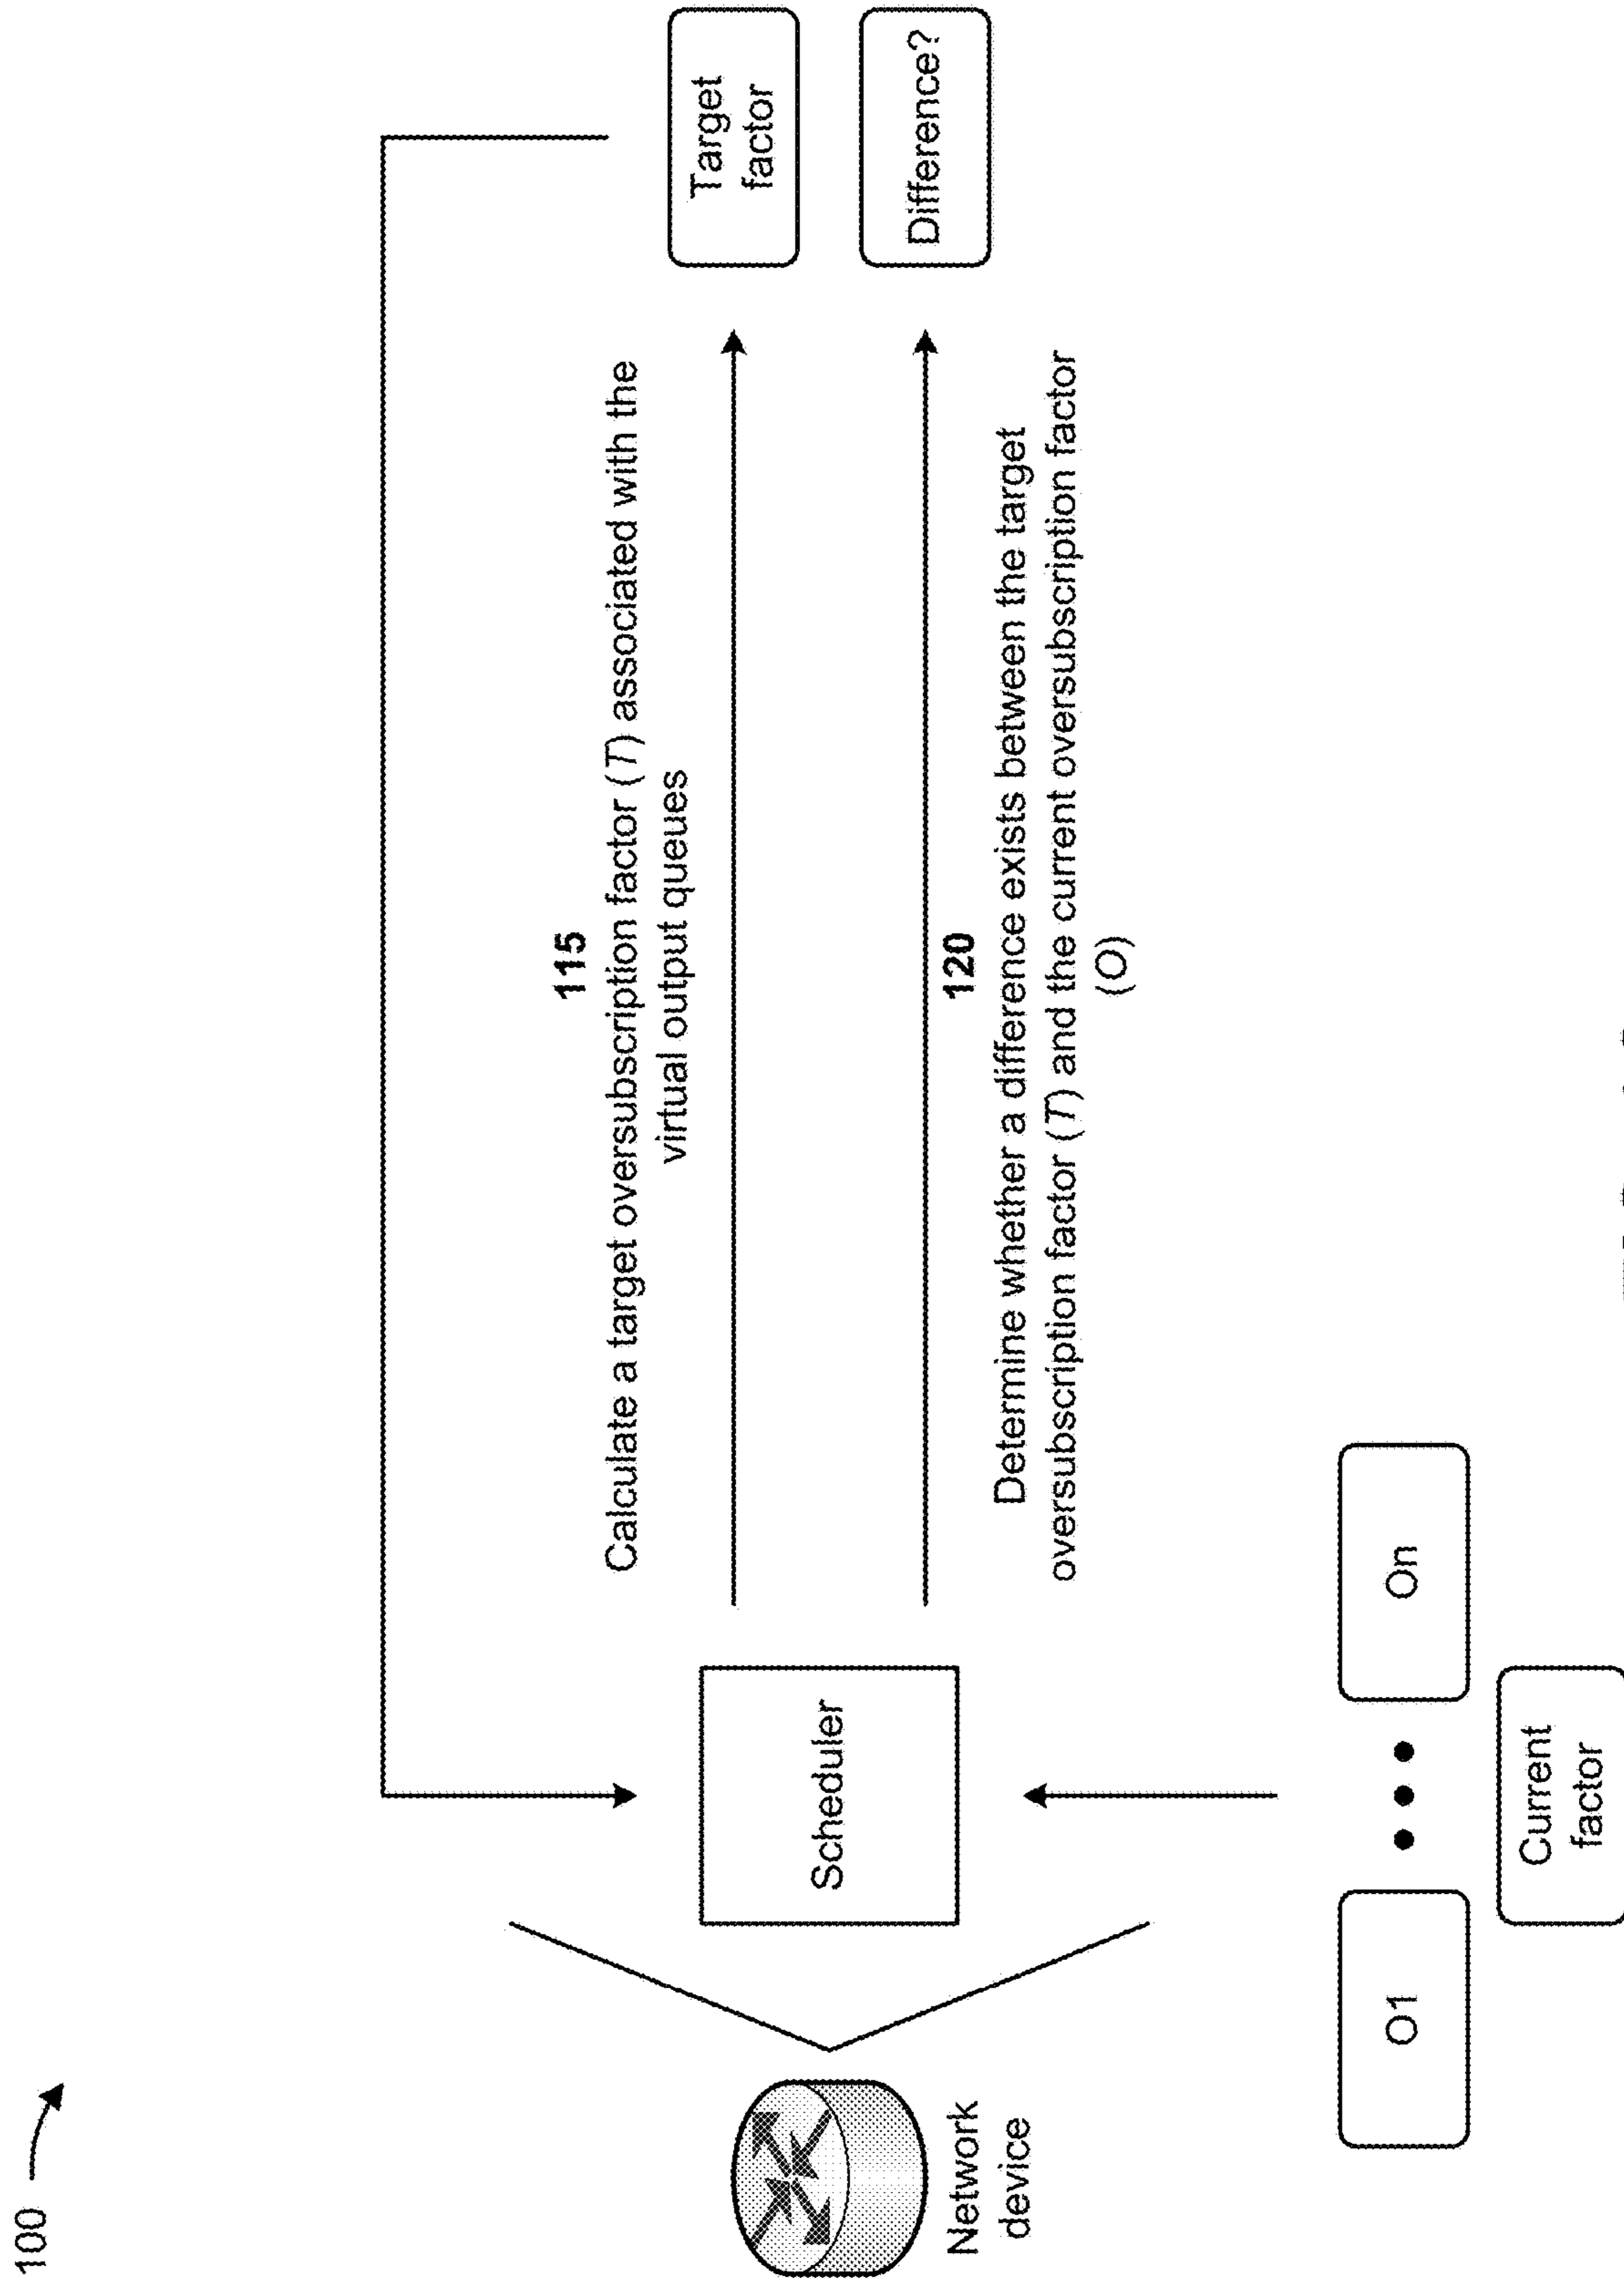 100
115
Calculate a target oversubscription factor (T) associated with the
virtual output queues
Target
factor
120
Determine whether a difference exists between the target
oversubscription factor (T) and the current oversubscription factor
(O)
Difference?
Scheduler
Network
device
O1
On
Current
factor